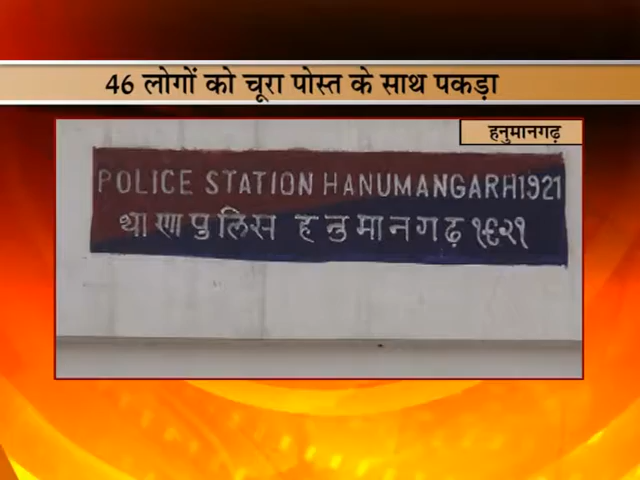 46 लोगों को चूरा पोस्त के साथ पकड़ा
हनुमानगढ़
POLICE STATION HANUMANGARH1921
थाणा पुलिस हनुमानगढ़ १९२१